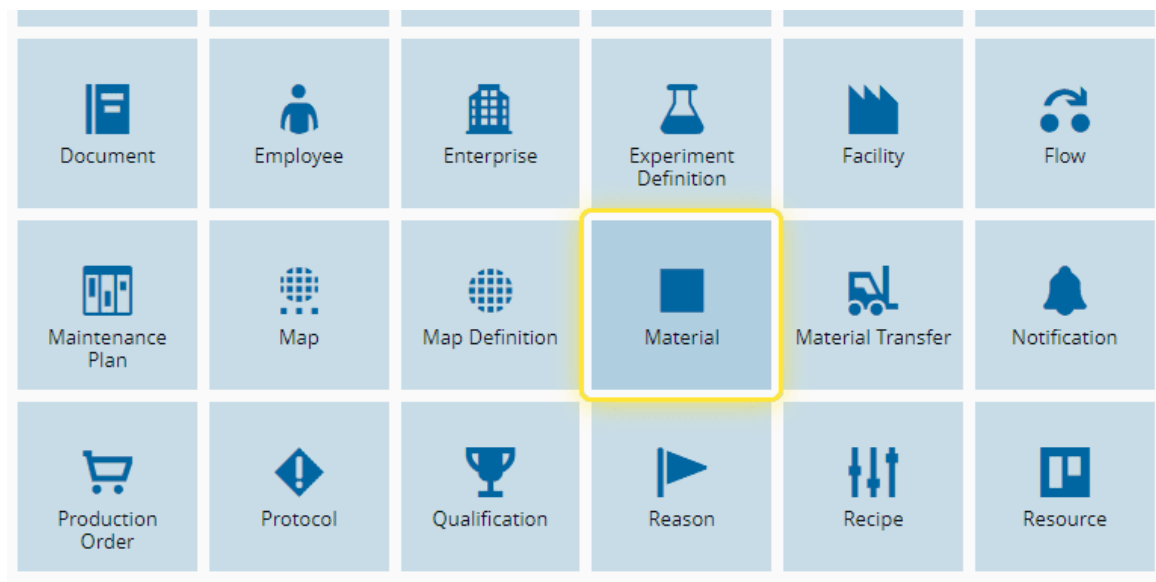 Document
Employee
Enterprise
Experiment
Definition
Facility
Flow
Maintenance
Plan
Map
Map Definition
Material
Material Transfer
Notification
Production
Order
Protocol
Qualification
Reason
Recipe
Resource